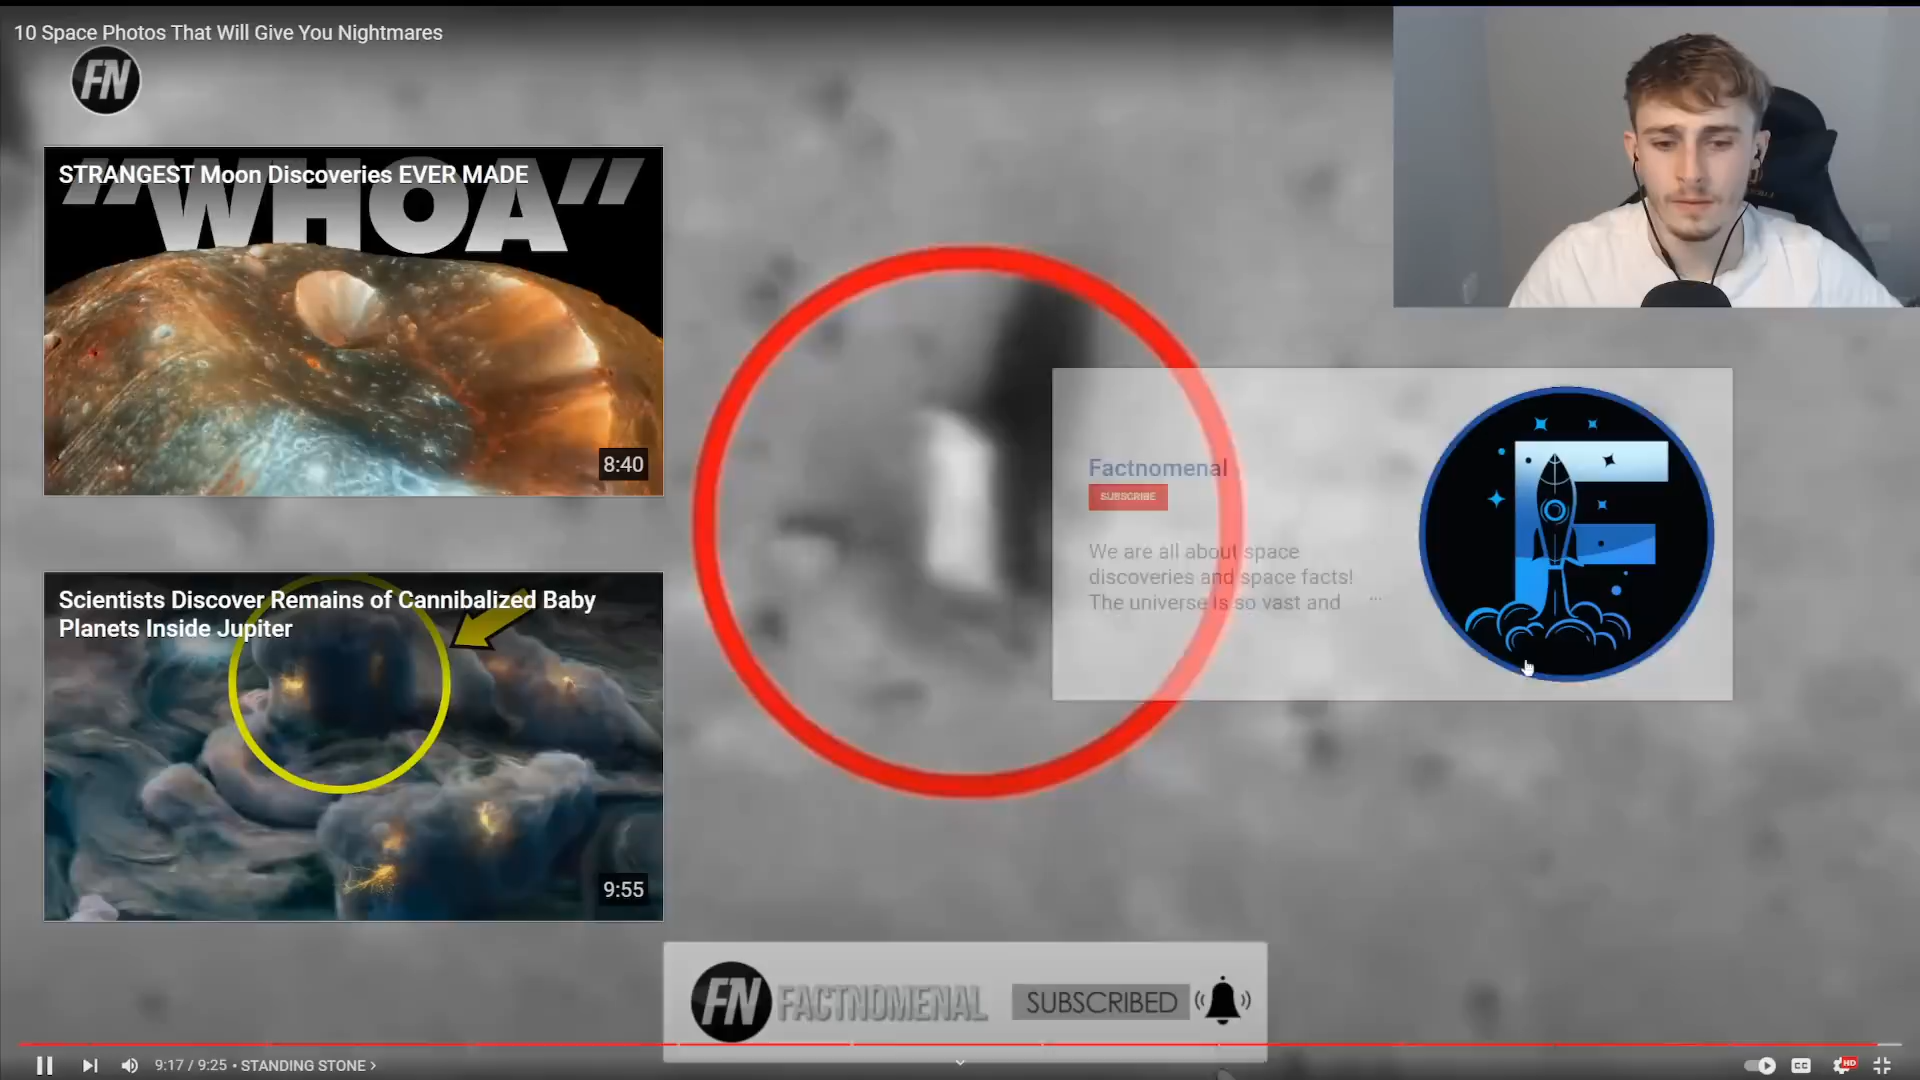 10 Space Photos That Will Give You Nightmares
FN
"WHOA"
STRANGEST Moon Discoveries EVER MADE
8:40
Scientists Discover Remains of Cannibalized Baby
Planets Inside Jupiter
9:55
Factnomenal
SUBSCRIBE
We are all about space
discoveries and space facts!
The universe is so vast and ...
F
FN FACTNOMENAL SUBSCRIBED
9:17 / 9:25 • STANDING STONE >
CC
HD